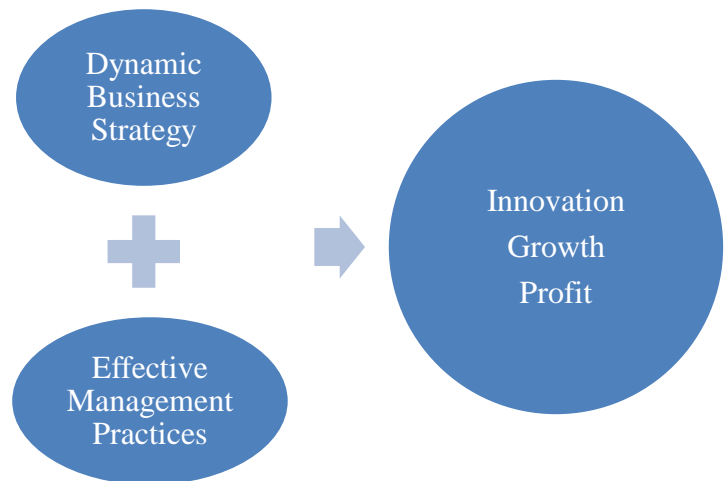 Dynamic
Business
Strategy
Effective
Management
Practices
Innovation
Growth
Profit